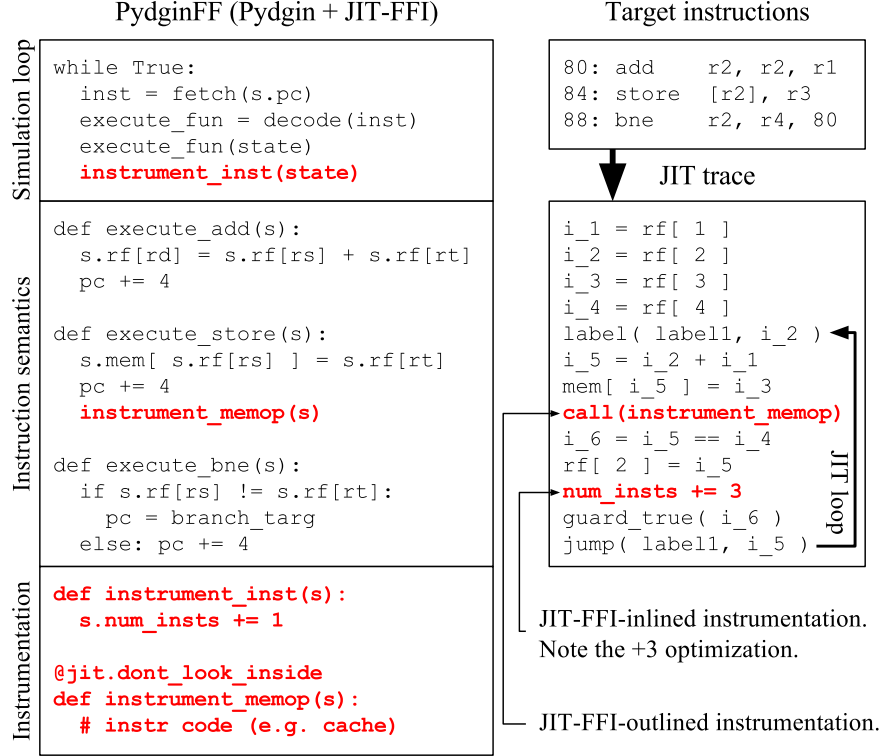 PydginFF (Pydgin + JIT-FFI)
Simulation loop
while True:
inst = fetch(s.pc)
execute_fun = decode(inst)
execute_fun(state)
instrument_inst(state)
Instruction semantics
def execute_add(s):
s.rf[rd] = s.rf[rs] + s.rf[rt]
pc += 4
def execute_store(s):
s.mem[ s.rf[rs] ] = s.rf[rt]
pc += 4
instrument_memop(s)
def execute_bne(s):
if s.rf[rs] != s.rf[rt]:
pc = branch_targ
else: pc += 4
Instrumentation
def instrument_inst(s):
s.num_insts += 1
@jit.dont_look_inside
def instrument_memop(s):
# instr code (e.g. cache)
Target instructions
80: add r2, r2, r1
84: store [r2], r3
88: bne r2, r4, 80
JIT trace
i_1 = rf[ 1 ]
i_2 = rf[ 2 ]
i_3 = rf[ 3 ]
i_4 = rf[ 4 ]
label( label1, i_2 )
i_5 = i_2 + i_1
mem[ i_5 ] = i_3
call(instrument_memop)
i_6 = i_5 == i_4
rf[ 2 ] = i_5
num_insts += 3
guard_true( i_6 )
jump( label1, i_5 )
JIT loop
JIT-FFI-inlined instrumentation.
Note the +3 optimization.
JIT-FFI-outlined instrumentation.